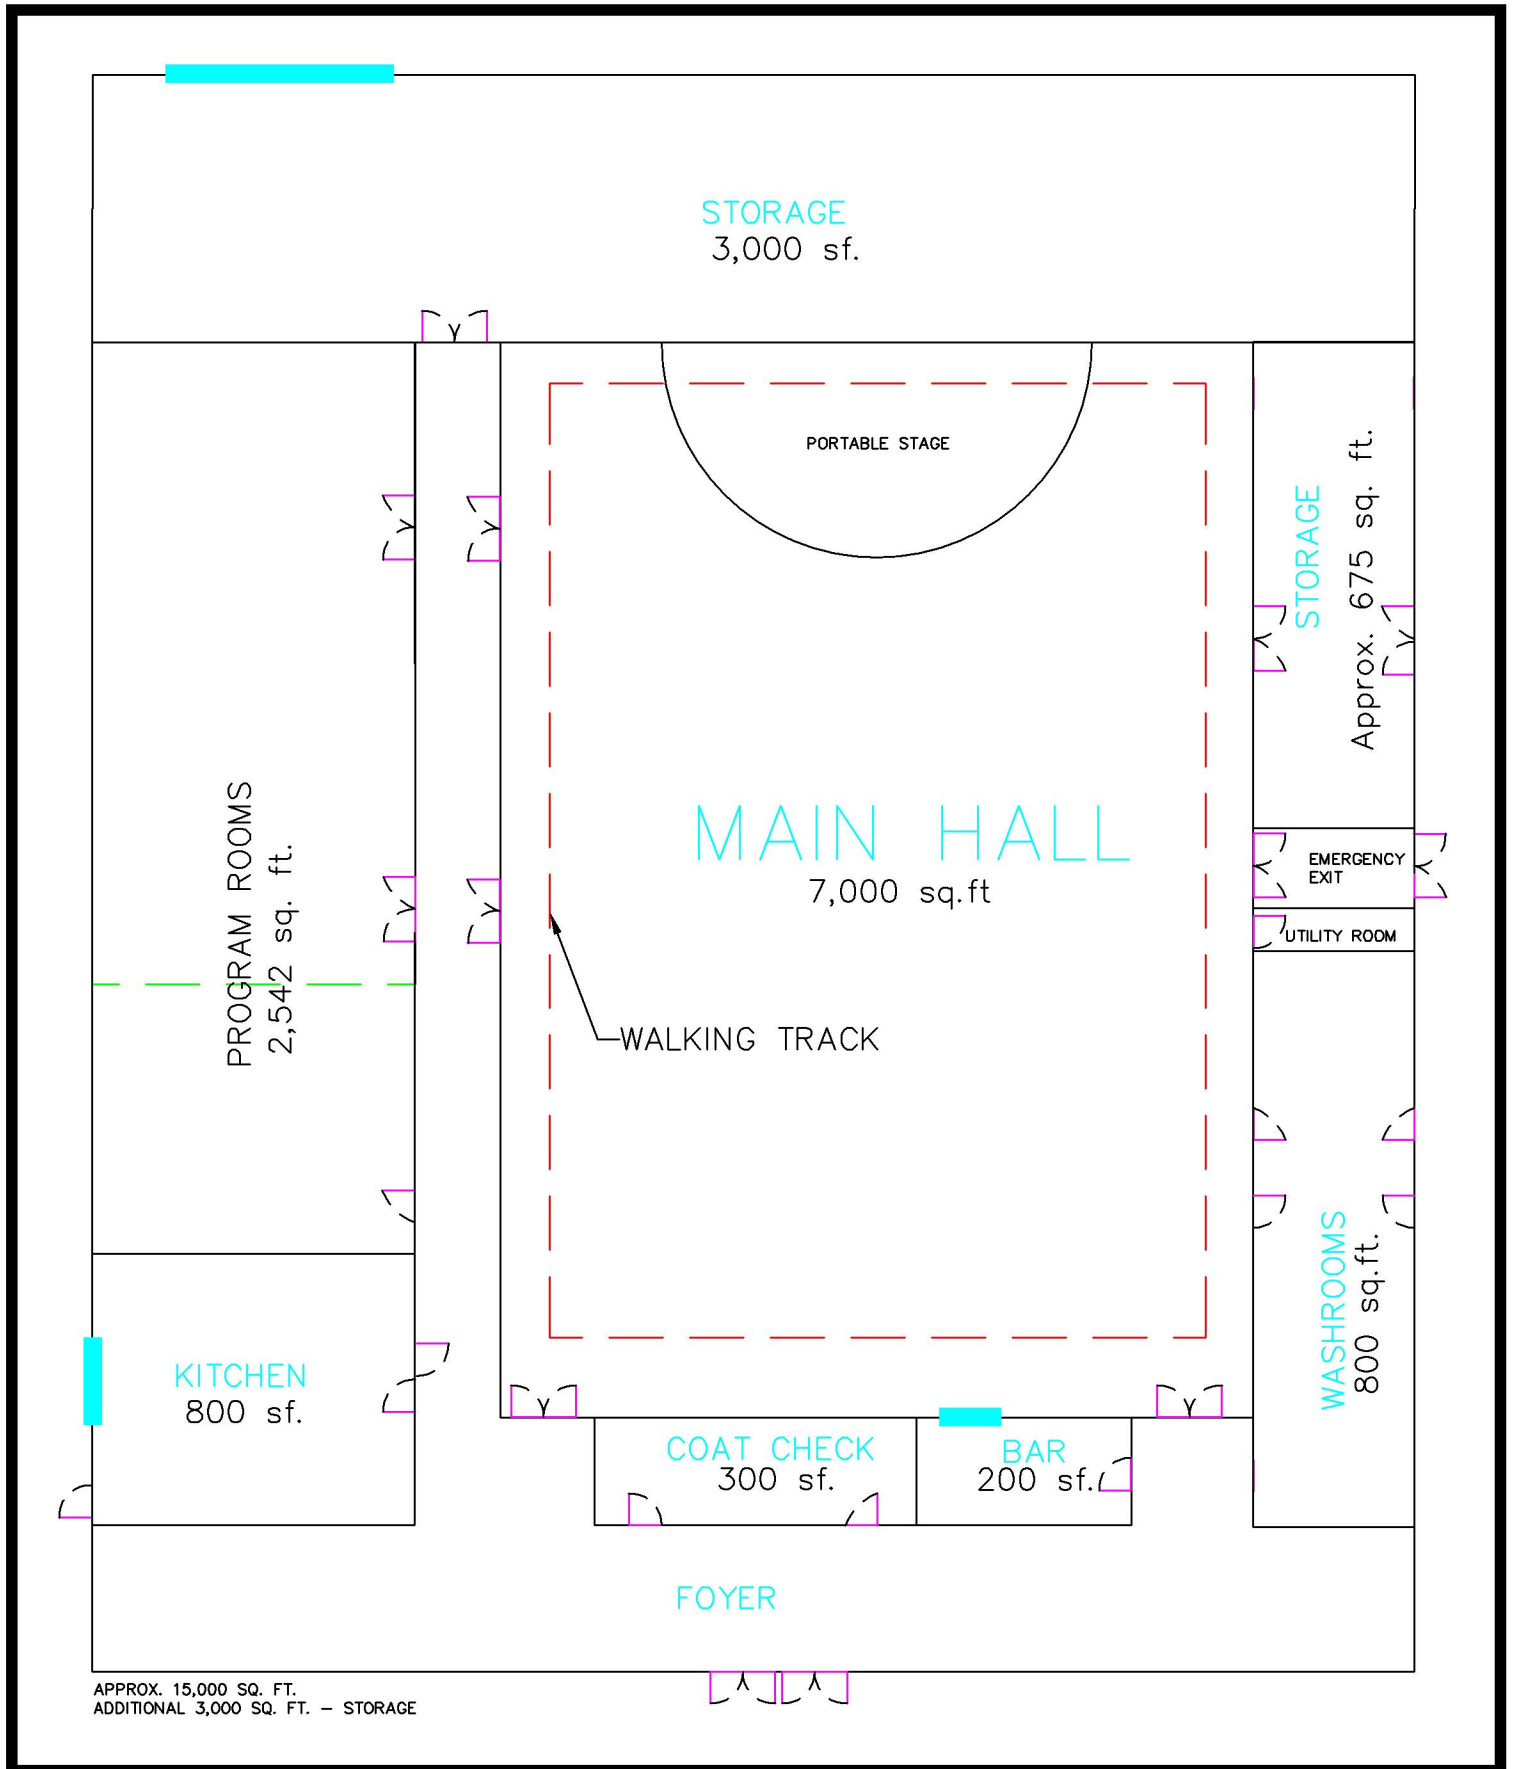 STORAGE
3,000 sf.
PORTABLE STAGE
STORAGE
Approx. 675 sq. ft.
MAIN HALL
7,000 sq.ft
PROGRAM ROOMS
2,542 sq. ft.
EMERGENCY
EXIT
UTILITY ROOM
WALKING TRACK
WASHROOMS
800 sq.ft.
KITCHEN
800 sf.
COAT CHECK
300 sf.
BAR
200 sf.
FOYER
APPROX. 15,000 SQ. FT.
ADDITIONAL 3,000 SQ. FT. – STORAGE